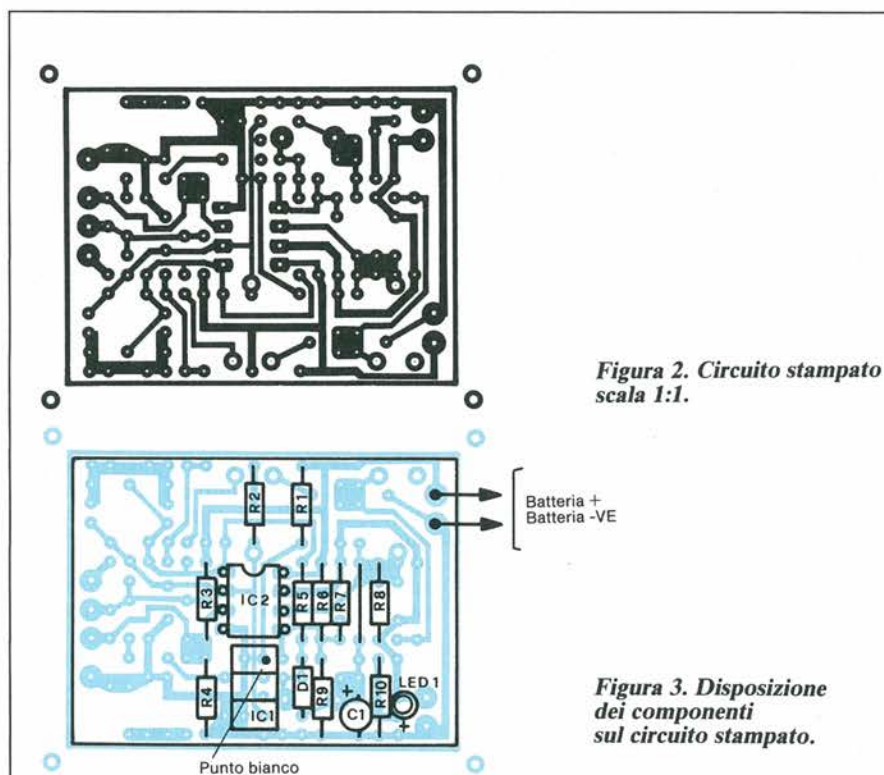 Figura 2. Circuito stampato
scala 1:1.
R2
R1
Batteria +
Batteria -VE
R3
IC2
R5
R6
R7
R8
R4
IC1
D1
R9
+
C1
R10
LED 1
+
Punto bianco
Figura 3. Disposizione
dei componenti
sul circuito stampato.